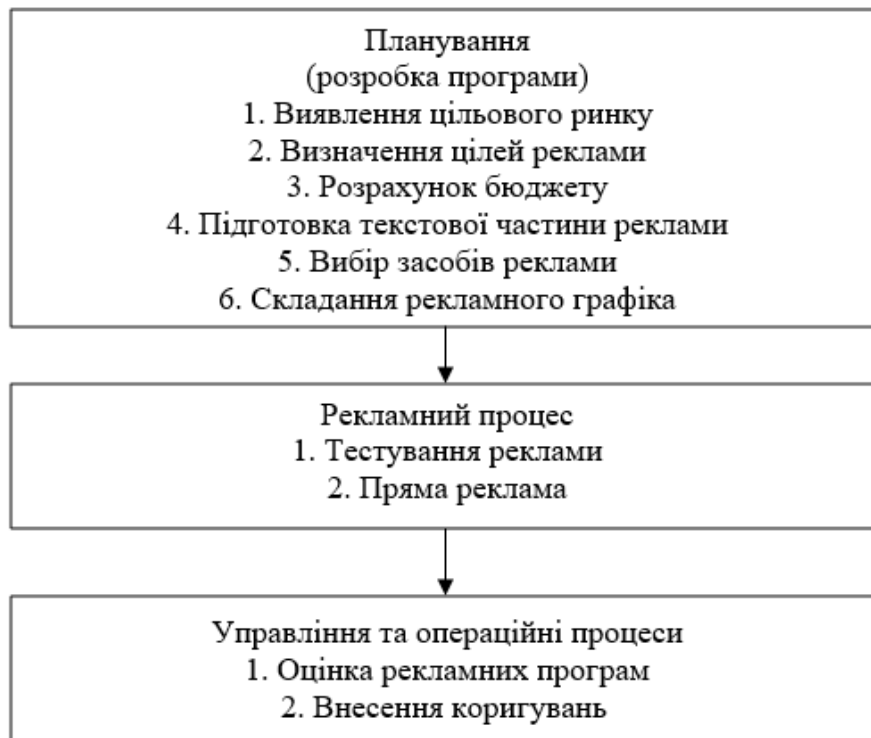 Планування
(розробка програми)
1. Виявлення цільового ринку
2. Визначення цілей реклами
3. Розрахунок бюджету
4. Підготовка текстової частини реклами
5. Вибір засобів реклами
6. Складання рекламного графіка
Рекламний процес
1. Тестування реклами
2. Пряма реклама
Управління та операційні процеси
1. Оцінка рекламних програм
2. Внесення коригувань